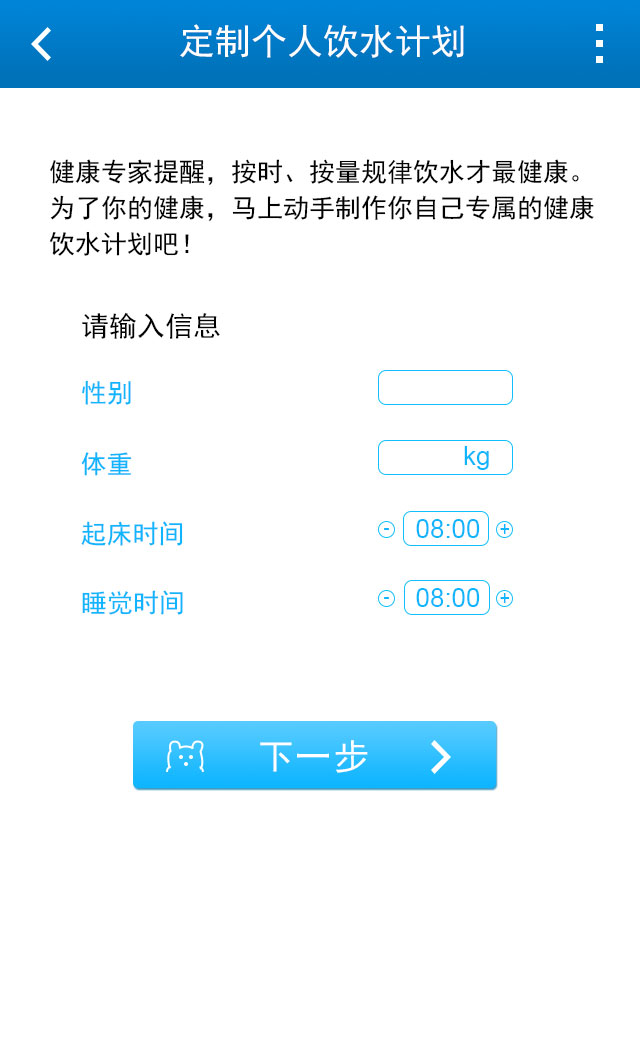 定制个人饮水计划
健康专家提醒，按时、按量规律饮水才最健康。
为了你的健康，马上动手制作你自己专属的健康
饮水计划吧！
请输入信息
性别
体重 kg
起床时间 08:00
睡觉时间 08:00
下一步